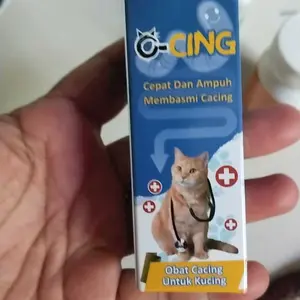 O-CING
Cepat Dan Ampuh
Membasmi Cacing
Obat Cacing
Untuk Kucing